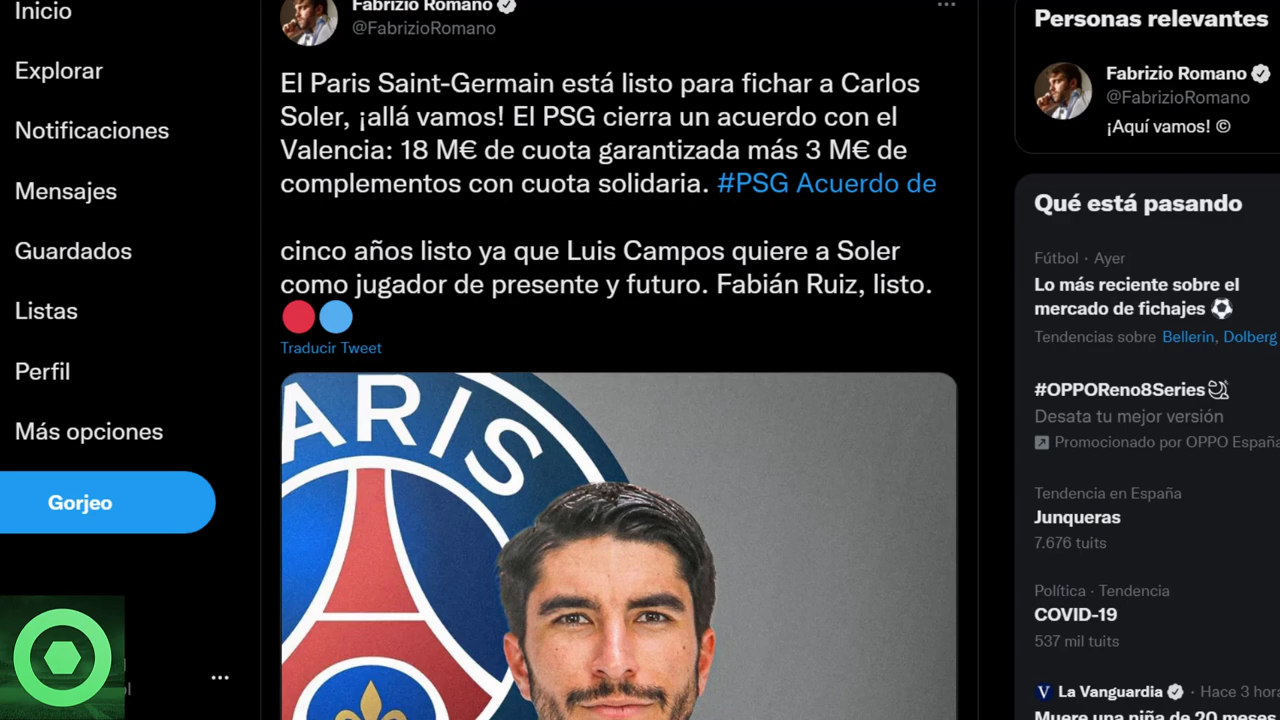 Inicio
Explorar
Notificaciones
Mensajes
Guardados
Listas
Perfil
Más opciones
Gorjeo
Fabrizio Romano
@FabrizioRomano
El Paris Saint-Germain está listo para fichar a Carlos
Soler, ¡allá vamos! El PSG cierra un acuerdo con el
Valencia: 18 M€ de cuota garantizada más 3 M€ de
complementos con cuota solidaria. #PSG Acuerdo de
cinco años listo ya que Luis Campos quiere a Soler
como jugador de presente y futuro. Fabián Ruiz, listo.
Traducir Tweet
PARIS
Personas relevantes
Fabrizio Romano
@FabrizioRomano
¡Aquí vamos! ©
Qué está pasando
Fútbol · Ayer
Lo más reciente sobre el
mercado de fichajes
Tendencias sobre Bellerin, Dolberg
#OPPOReno8Series
Desata tu mejor versión
Promocionado por OPPO España
Tendencia en España
Junqueras
7.676 tuits
Política · Tendencia
COVID-19
537 mil tuits
La Vanguardia · Hace 3 hora
Muere una niña de 20 meses